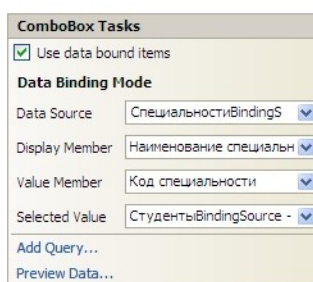 ComboBox Tasks
Use data bound items
Data Binding Mode
Data Source СпециальностиBindingS
Display Member Наименование специальн
Value Member Код специальности
Selected Value СтудентыBindingSource -
Add Query...
Preview Data...